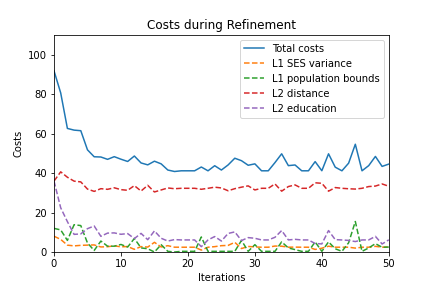 Costs during Refinement
Total costs
L1 SES variance
L1 population bounds
L2 distance
L2 education
100
80
60
40
20
0
Costs
0 10 20 30 40 50
Iterations